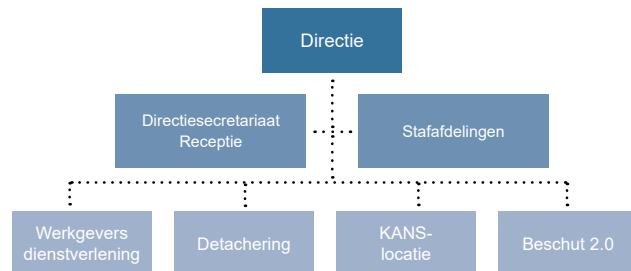 Directie
Directiesecretariaat
Receptie
Stafafdelingen
Werkgevers
dienstverlening
Detachering
KANS-
locatie
Beschut 2.0